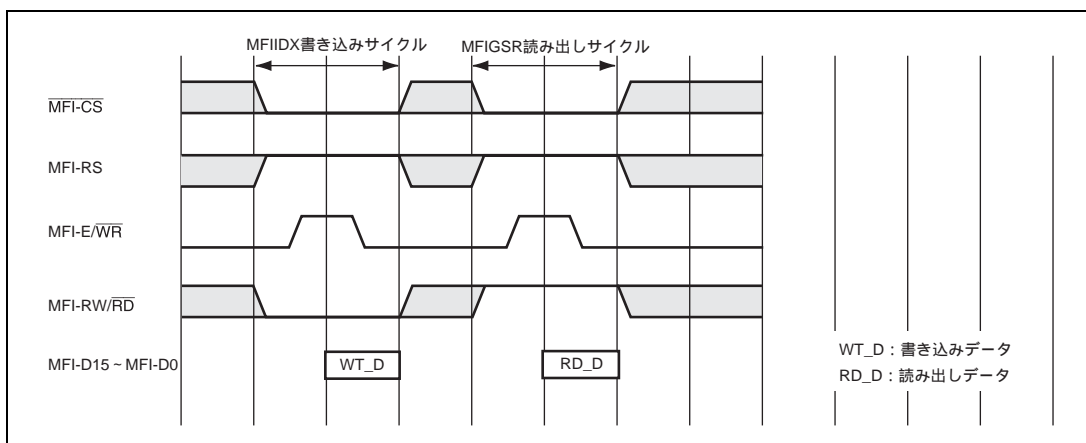 MFIIDX書き込みサイクル MFIGSR読み出しサイクル
MFI-CS
MFI-RS
MFI-E/WR
MFI-RW/RD
MFI-D15~MFI-D0 WT_D RD_D
WT_D:書き込みデータ
RD_D:読み出しデータ